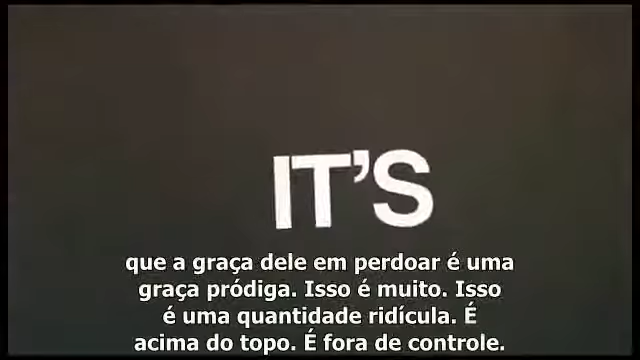 IT'S
que a graça dele em perdoar é uma
graça pródiga. Isso é muito. Isso
é uma quantidade ridícula. É
acima do topo. É fora de controle.